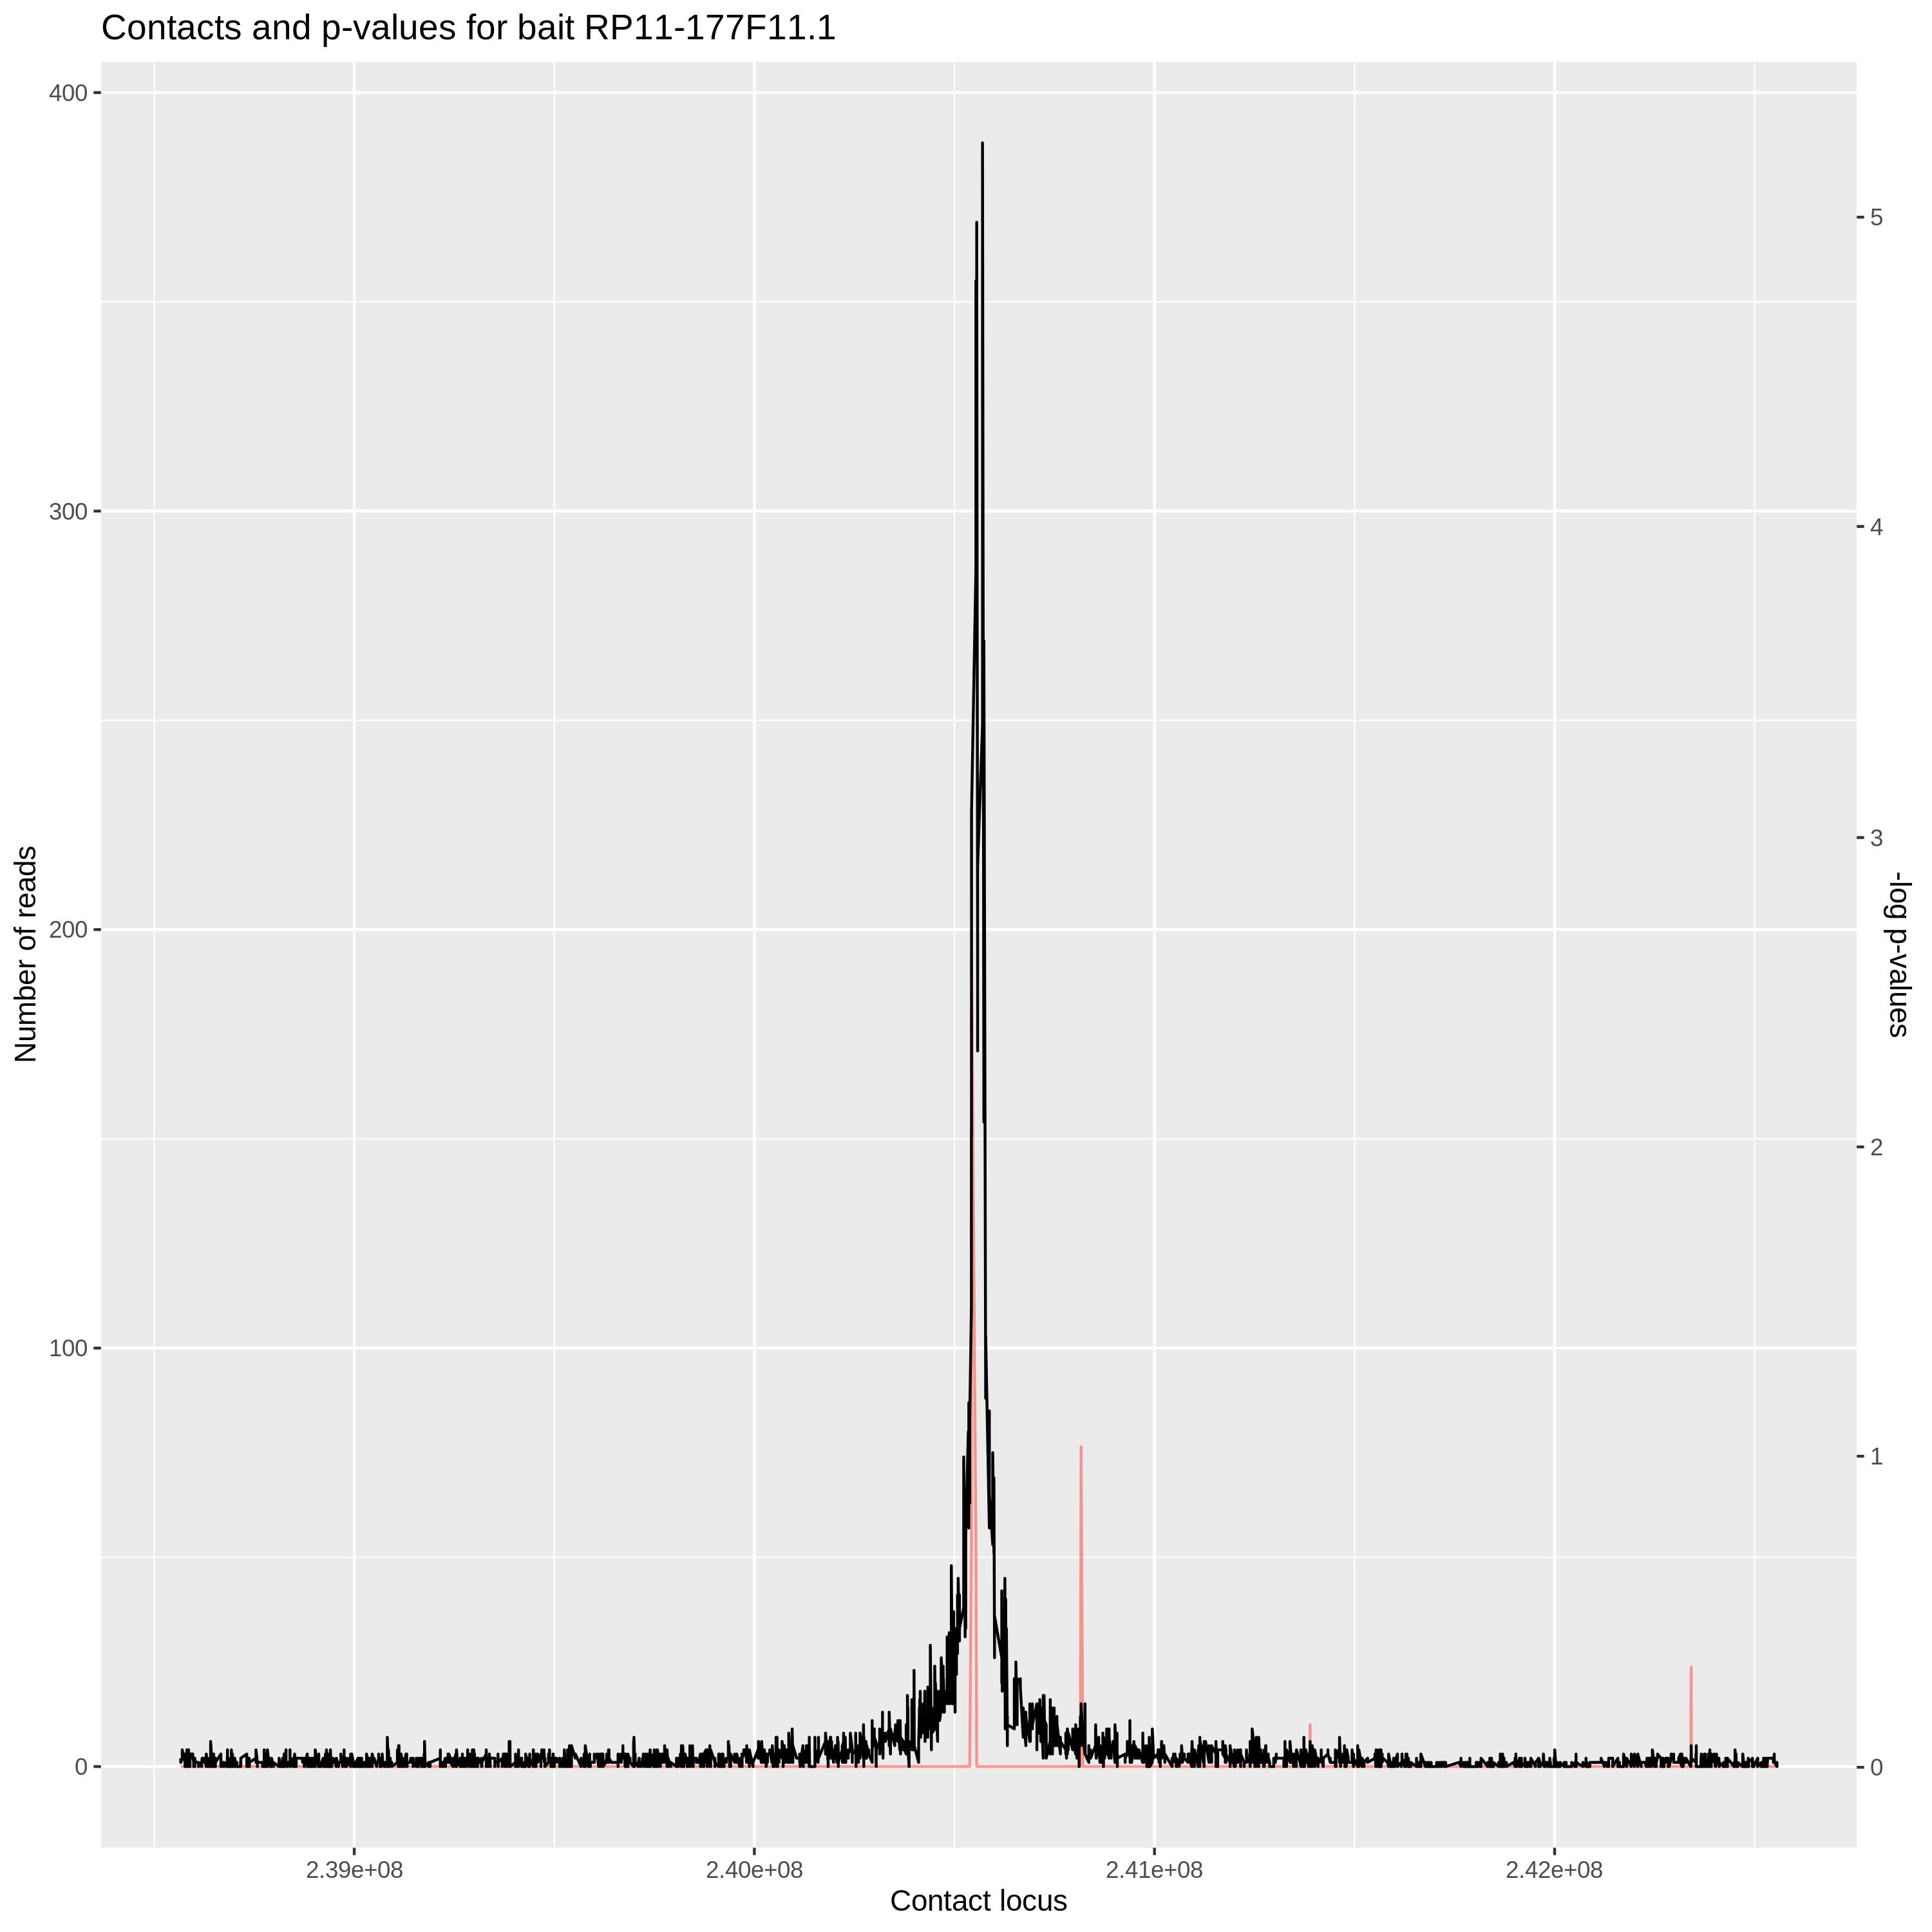 Contacts and p-values for bait RP11-177F11.1
400
300
200
100
0
Number of reads
5
4
3
2
1
0
-log p-values
2.39e+08 2.40e+08 2.41e+08 2.42e+08
Contact locus